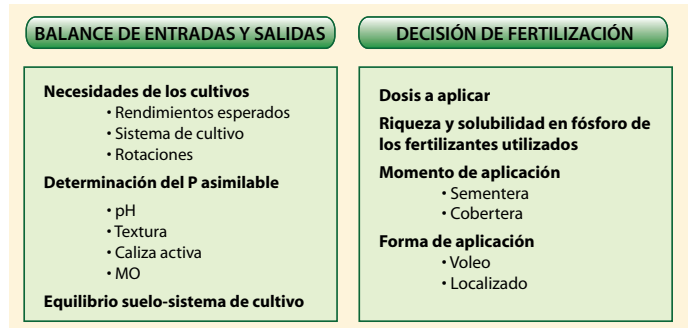 BALANCE DE ENTRADAS Y SALIDAS
Necesidades de los cultivos
• Rendimientos esperados
• Sistema de cultivo
• Rotaciones
Determinación del P asimilable
• pH
• Textura
• Caliza activa
• MO
Equilibrio suelo-sistema de cultivo
DECISIÓN DE FERTILIZACIÓN
Dosis a aplicar
Riqueza y solubilidad en fósforo de
los fertilizantes utilizados
Momento de aplicación
• Sementera
• Cobertera
Forma de aplicación
• Voleo
• Localizado